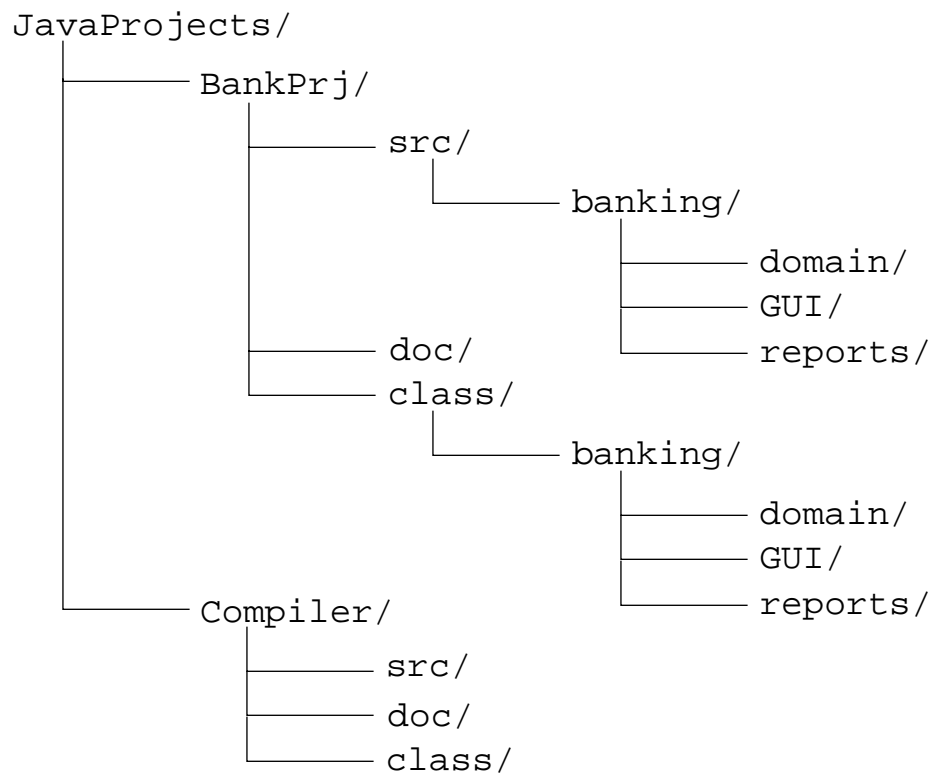 JavaProjects/
BankPrj/
src/
banking/
domain/
GUI/
reports/
doc/
class/
banking/
domain/
GUI/
reports/
Compiler/
src/
doc/
class/